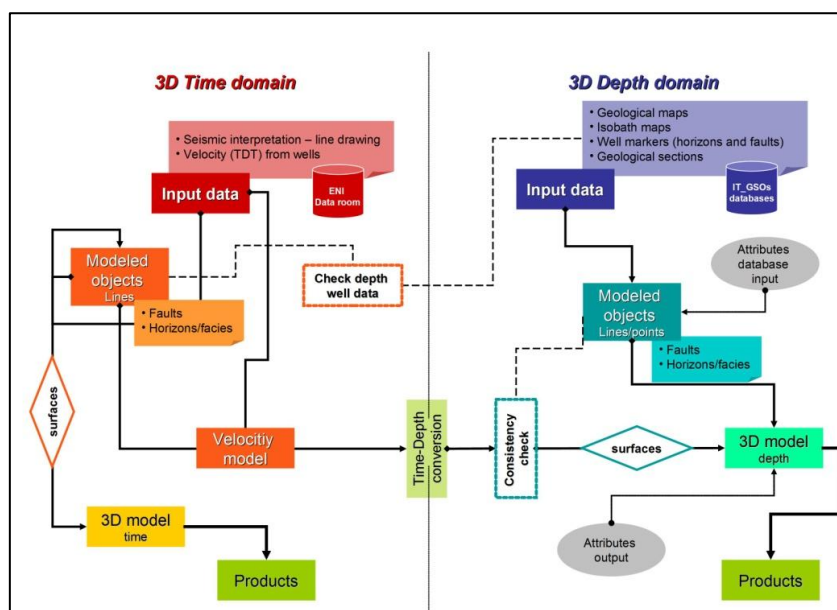 3D Time domain
• Seismic interpretation – line drawing
• Velocity (TDT) from wells
Input data
ENI
Data room
Modeled
objects
Lines
• Faults
• Horizons/facies
Check depth
well data
surfaces
Velocitiy
model
3D model
time
Products
Time-Depth
conversion
3D Depth domain
• Geological maps
• Isobath maps
• Well markers (horizons and faults)
• Geological sections
Input data
IT_GSOs
databases
Attributes
database
input
Modeled
objects
Lines/points
• Faults
• Horizons/facies
Consistency
check
surfaces
3D model
depth
Attributes
output
Products